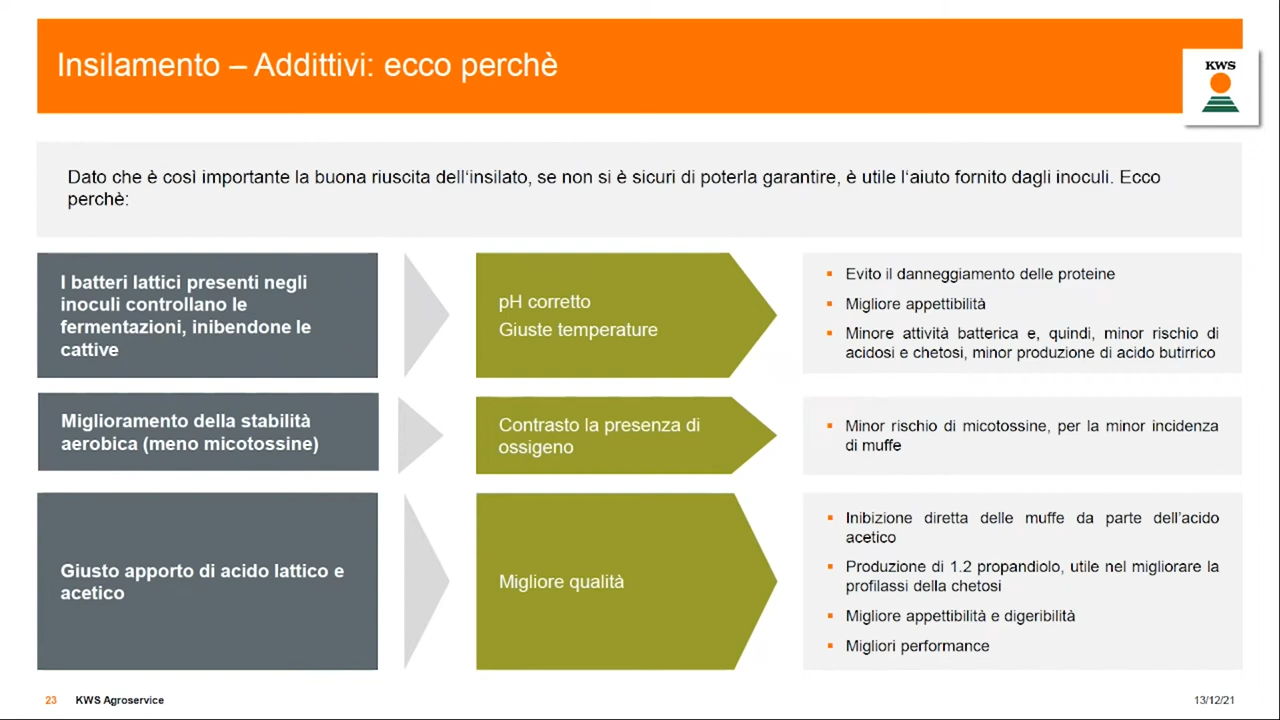 Insilamento – Addittivi: ecco perchè
KWS
Dato che è così importante la buona riuscita dell‘insilato, se non si è sicuri di poterla garantire, è utile l‘aiuto fornito dagli inoculi. Ecco
perchè:
I batteri lattici presenti negli
inoculi controllano le
fermentazioni, inibendone le
cattive
pH corretto
Giuste temperature
▪ Evito il danneggiamento delle proteine
▪ Migliore appettibilità
▪ Minore attività batterica e, quindi, minor rischio di
acidosi e chetosi, minor produzione di acido butirrico
Miglioramento della stabilità
aerobica (meno micotossine)
Contrasto la presenza di
ossigeno
▪ Minor rischio di micotossine, per la minor incidenza
di muffe
Giusto apporto di acido lattico e
acetico
Migliore qualità
▪ Inibizione diretta delle muffe da parte dell’acido
acetico
▪ Produzione di 1.2 propandiolo, utile nel migliorare la
profilassi della chetosi
▪ Migliore appettibilità e digeribilità
▪ Migliori performance
23 KWS Agroservice
13/12/21